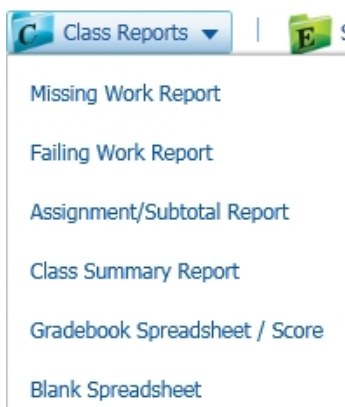 C Class Reports
E S
Missing Work Report
Failing Work Report
Assignment/Subtotal Report
Class Summary Report
Gradebook Spreadsheet / Score
Blank Spreadsheet